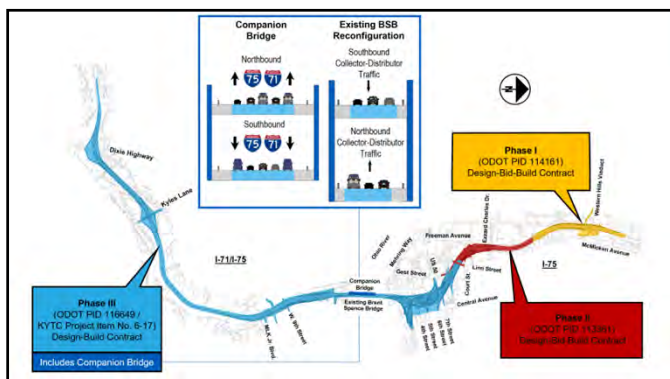 Companion
Bridge
Northbound
75 71
Southbound
75 71
Existing BSB
Reconfiguration
Southbound
Collector-Distributor
Traffic
Northbound
Collector-Distributor
Traffic
N
Phase I
(ODOT PID 114161)
Design-Bid-Build Contract
Western Hills Viaduct
McMicken Avenue
Dixie Highway
Kyles Lane
I-71/I-75
Ohio River
Mehring Way
Gest Street
US 50
Freeman Avenue
Ezzard Charles Dr.
Linn Street
Court St.
Central Avenue
I-75
7th Street
6th Street
5th Street
4th Street
Companion
Bridge
Existing Brent
Spence Bridge
W. 9th Street
MLK Jr. Blvd.
Phase III
(ODOT PID 116649 /
KYTC Project Item No. 6-17)
Design-Build Contract
Includes Companion Bridge
Phase II
Design-Bid-Build Contract